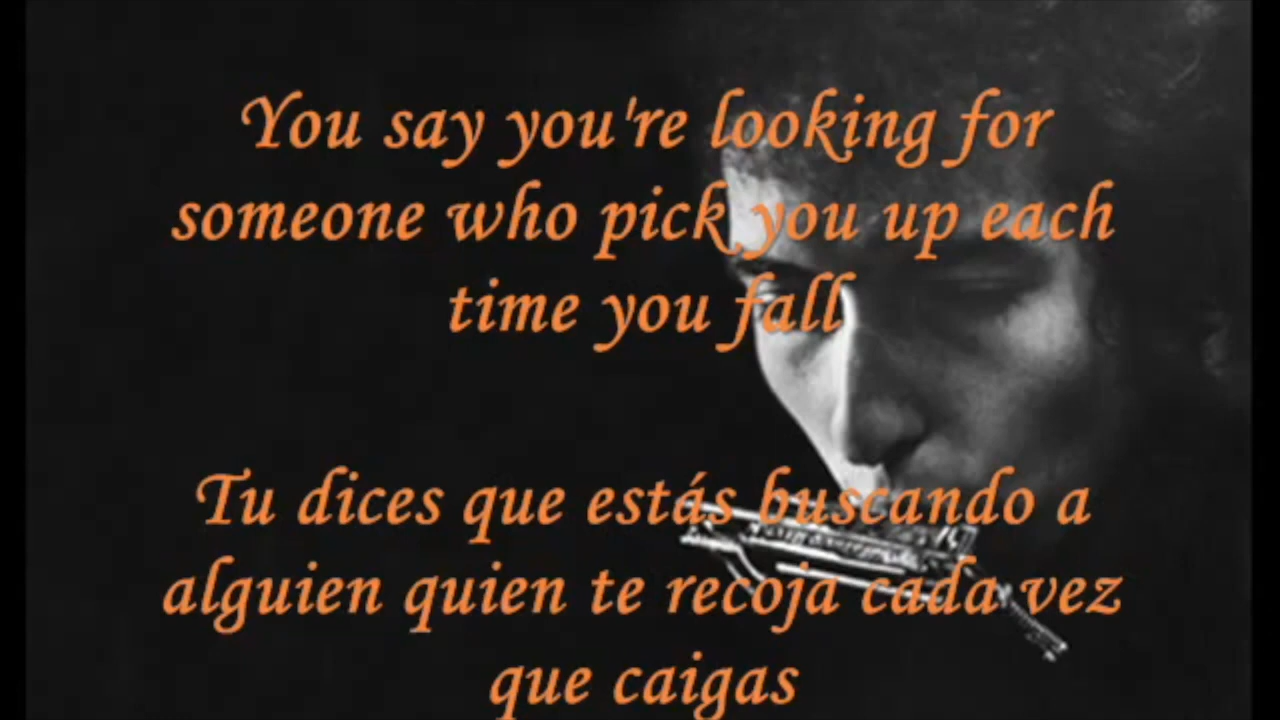 You say you're looking for
someone who pick you up each
time you fall
Tu dices que estás buscando a
alguien quien te recoja cada vez
que caigas